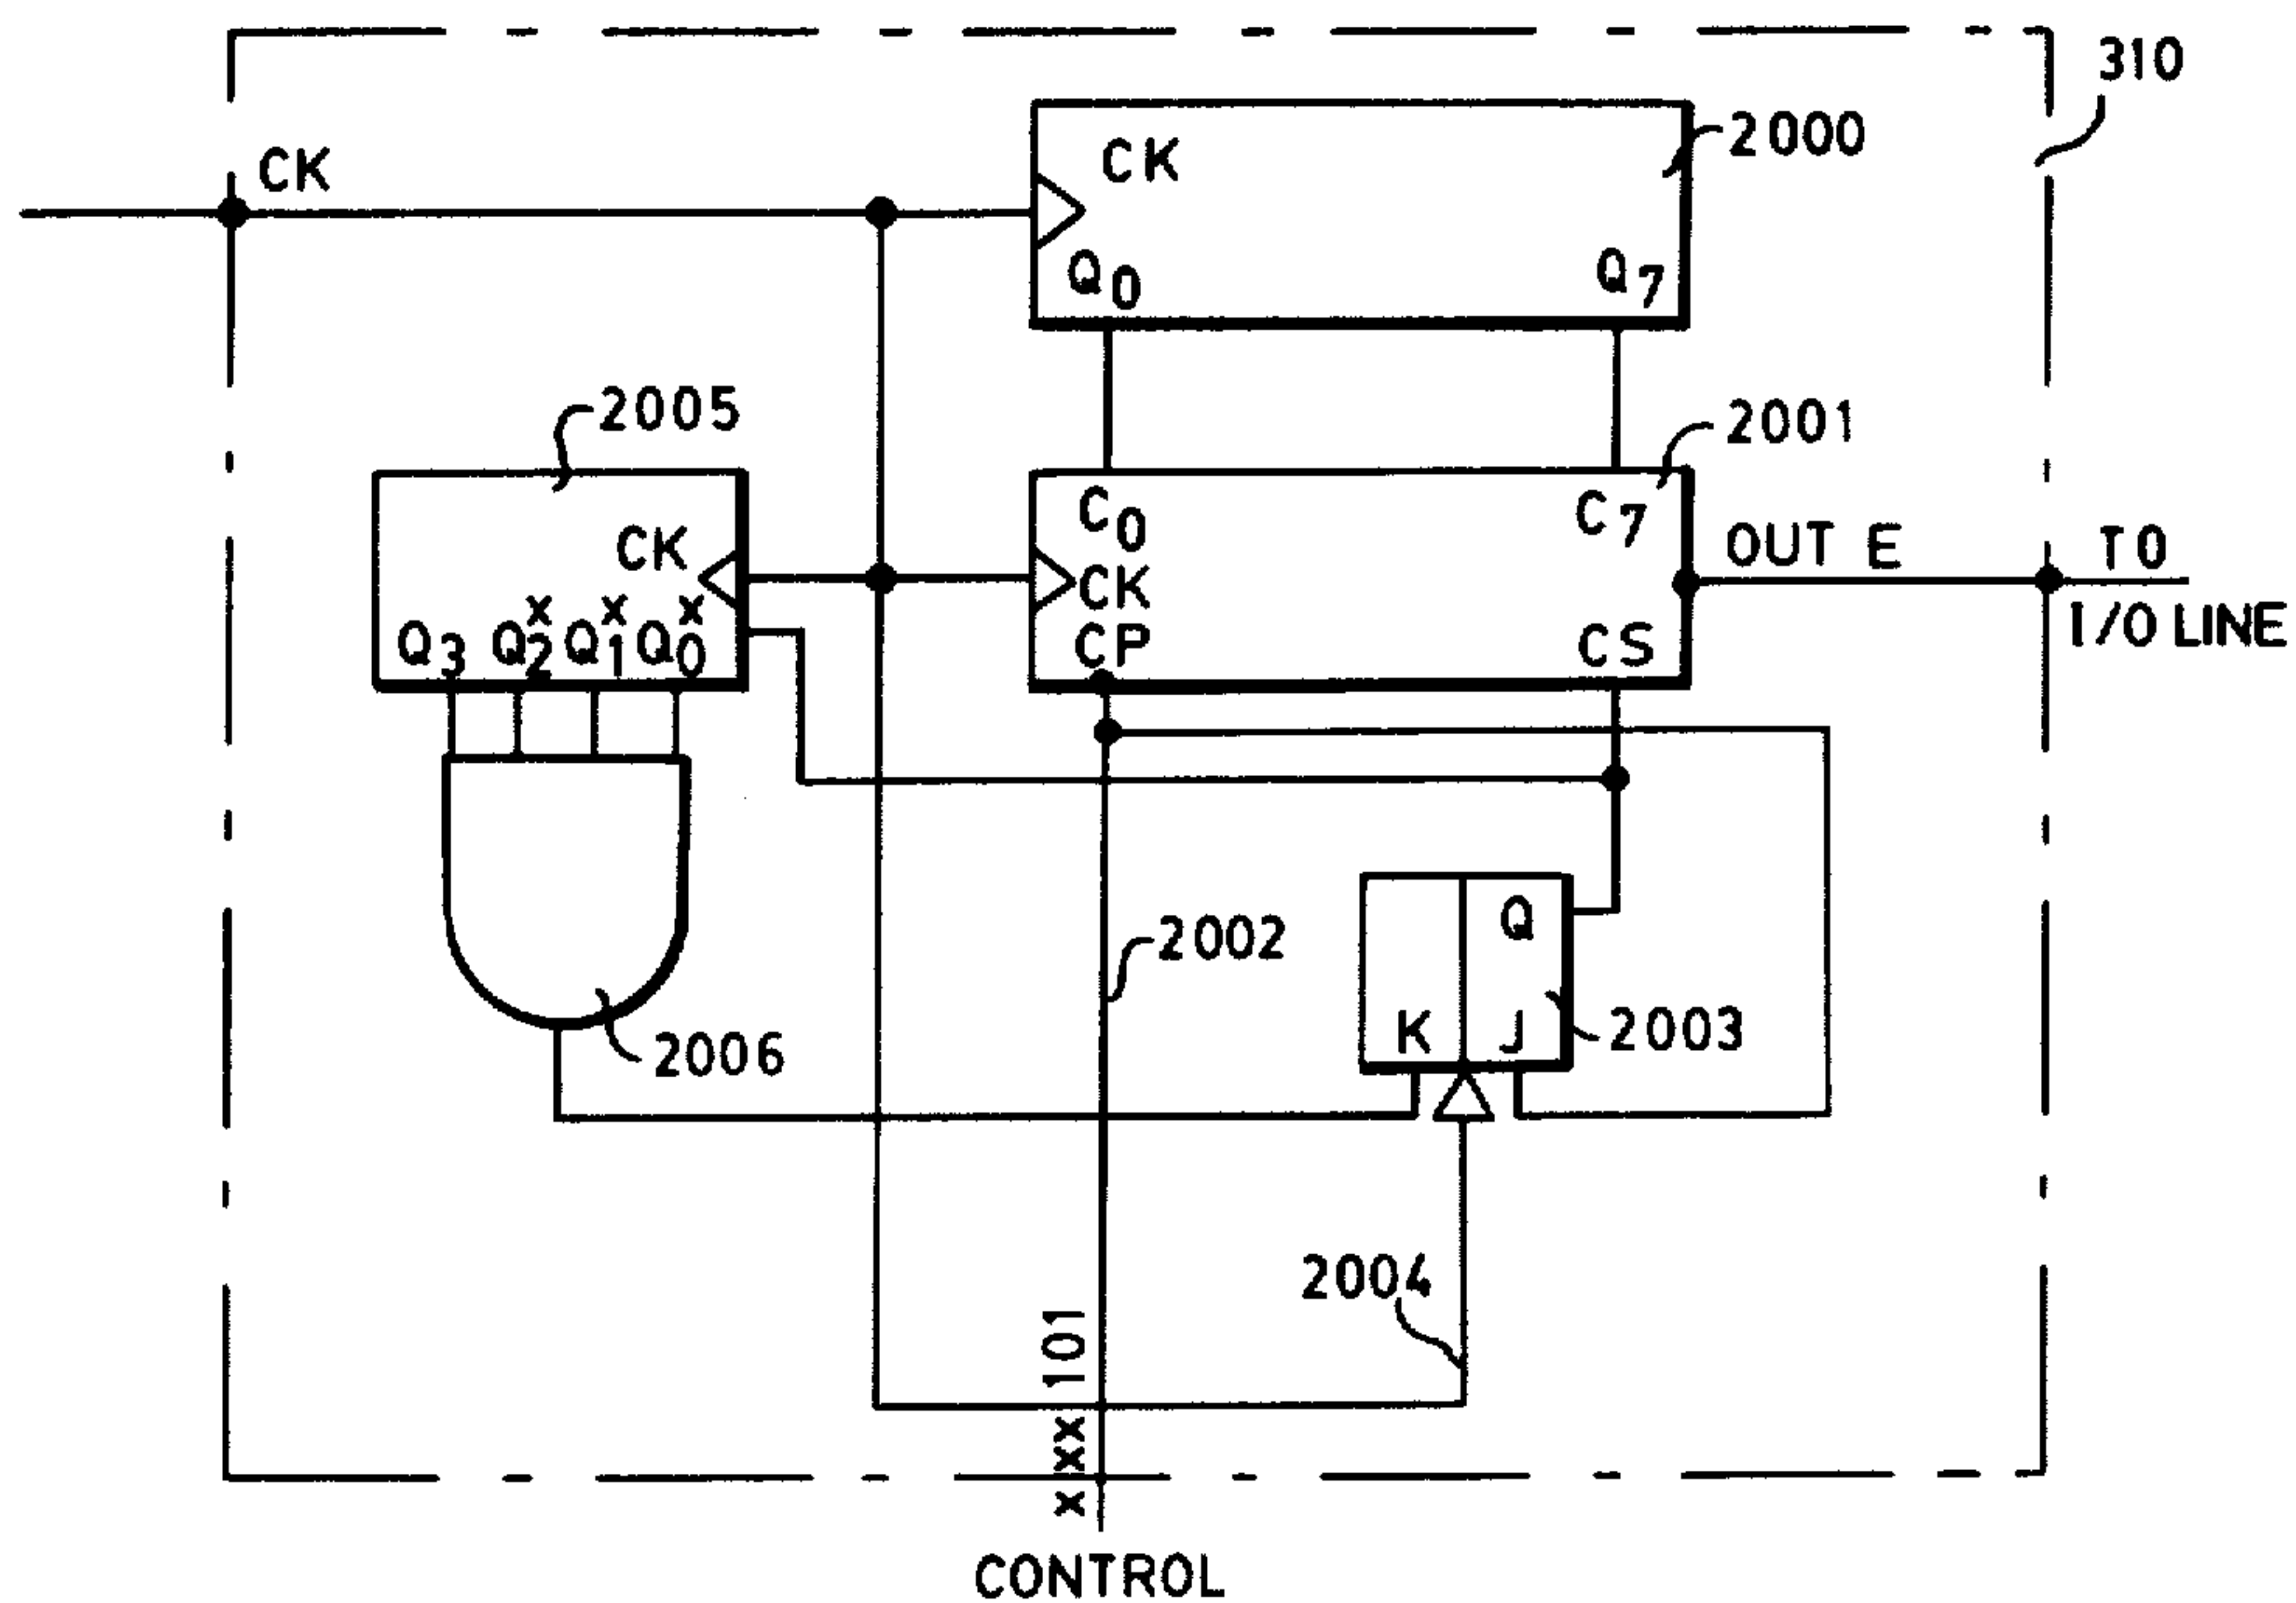 310
CK
CK
2000
Q0
Q7
2005
2001
CK
C0
C7
CK
OUT E
TO
I/O LINE
x x x
Q3 Q2 Q1 Q0
CP
CS
2002
Q
K
J
2003
2006
2004
x xxx 101
CONTROL